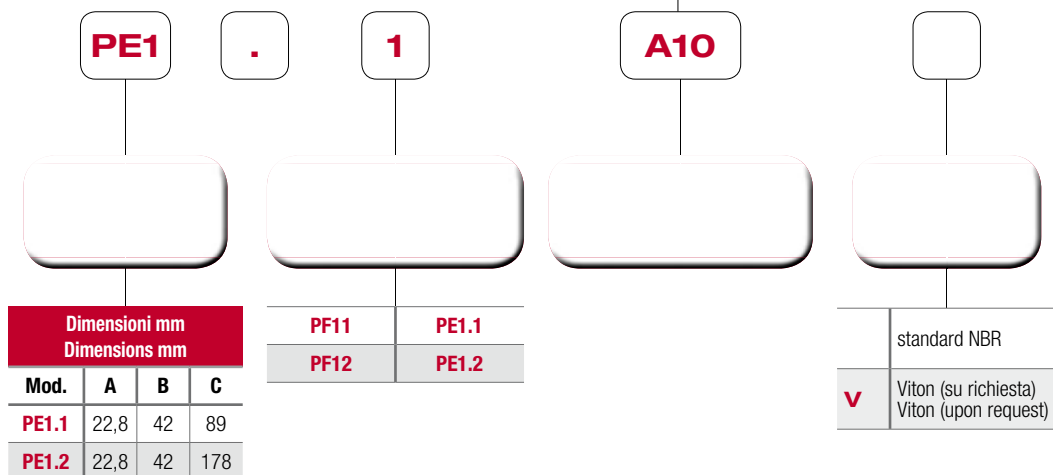 PE1 . 1 A10
Dimensioni mm
Dimensions mm
Mod. A B C
PE1.1 22,8 42 89
PE1.2 22,8 42 178
PF11 PE1.1
PF12 PE1.2
standard NBR
V Viton (su richiesta)
Viton (upon request)